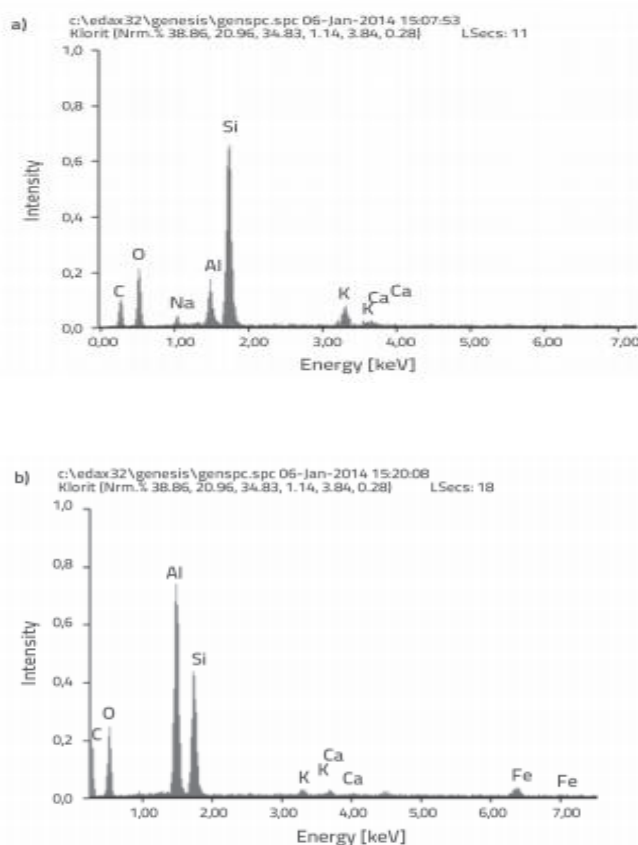 a)
c:\edax32\genesis\genspc.spc 06-Jan-2014 15:07:53
Klorit (Nrm.% 38.86, 20.96, 34.83, 1.14, 3.84, 0.28) LSecs: 11
1,0
0,8
Si
0,6
Intensity
0,4
O
0,2
Al
C
Na
K
Ca
Ca
K
0,0
0,00 1,00 2,00 3,00 4,00 5,00 6,00 7,00
Energy [keV]
b)
c:\edax32\genesis\genspc.spc 06-Jan-2014 15:20:08
Klorit (Nrm.% 38.86, 20.96, 34.83, 1.14, 3.84, 0.28) LSecs: 18
1,0
0,8
Al
0,6
Intensity
Si
0,4
O
C
0,2
Ca
K
K
Ca
Fe
Fe
0,0
1,00 2,00 3,00 4,00 5,00 6,00 7,00
Energy [keV]